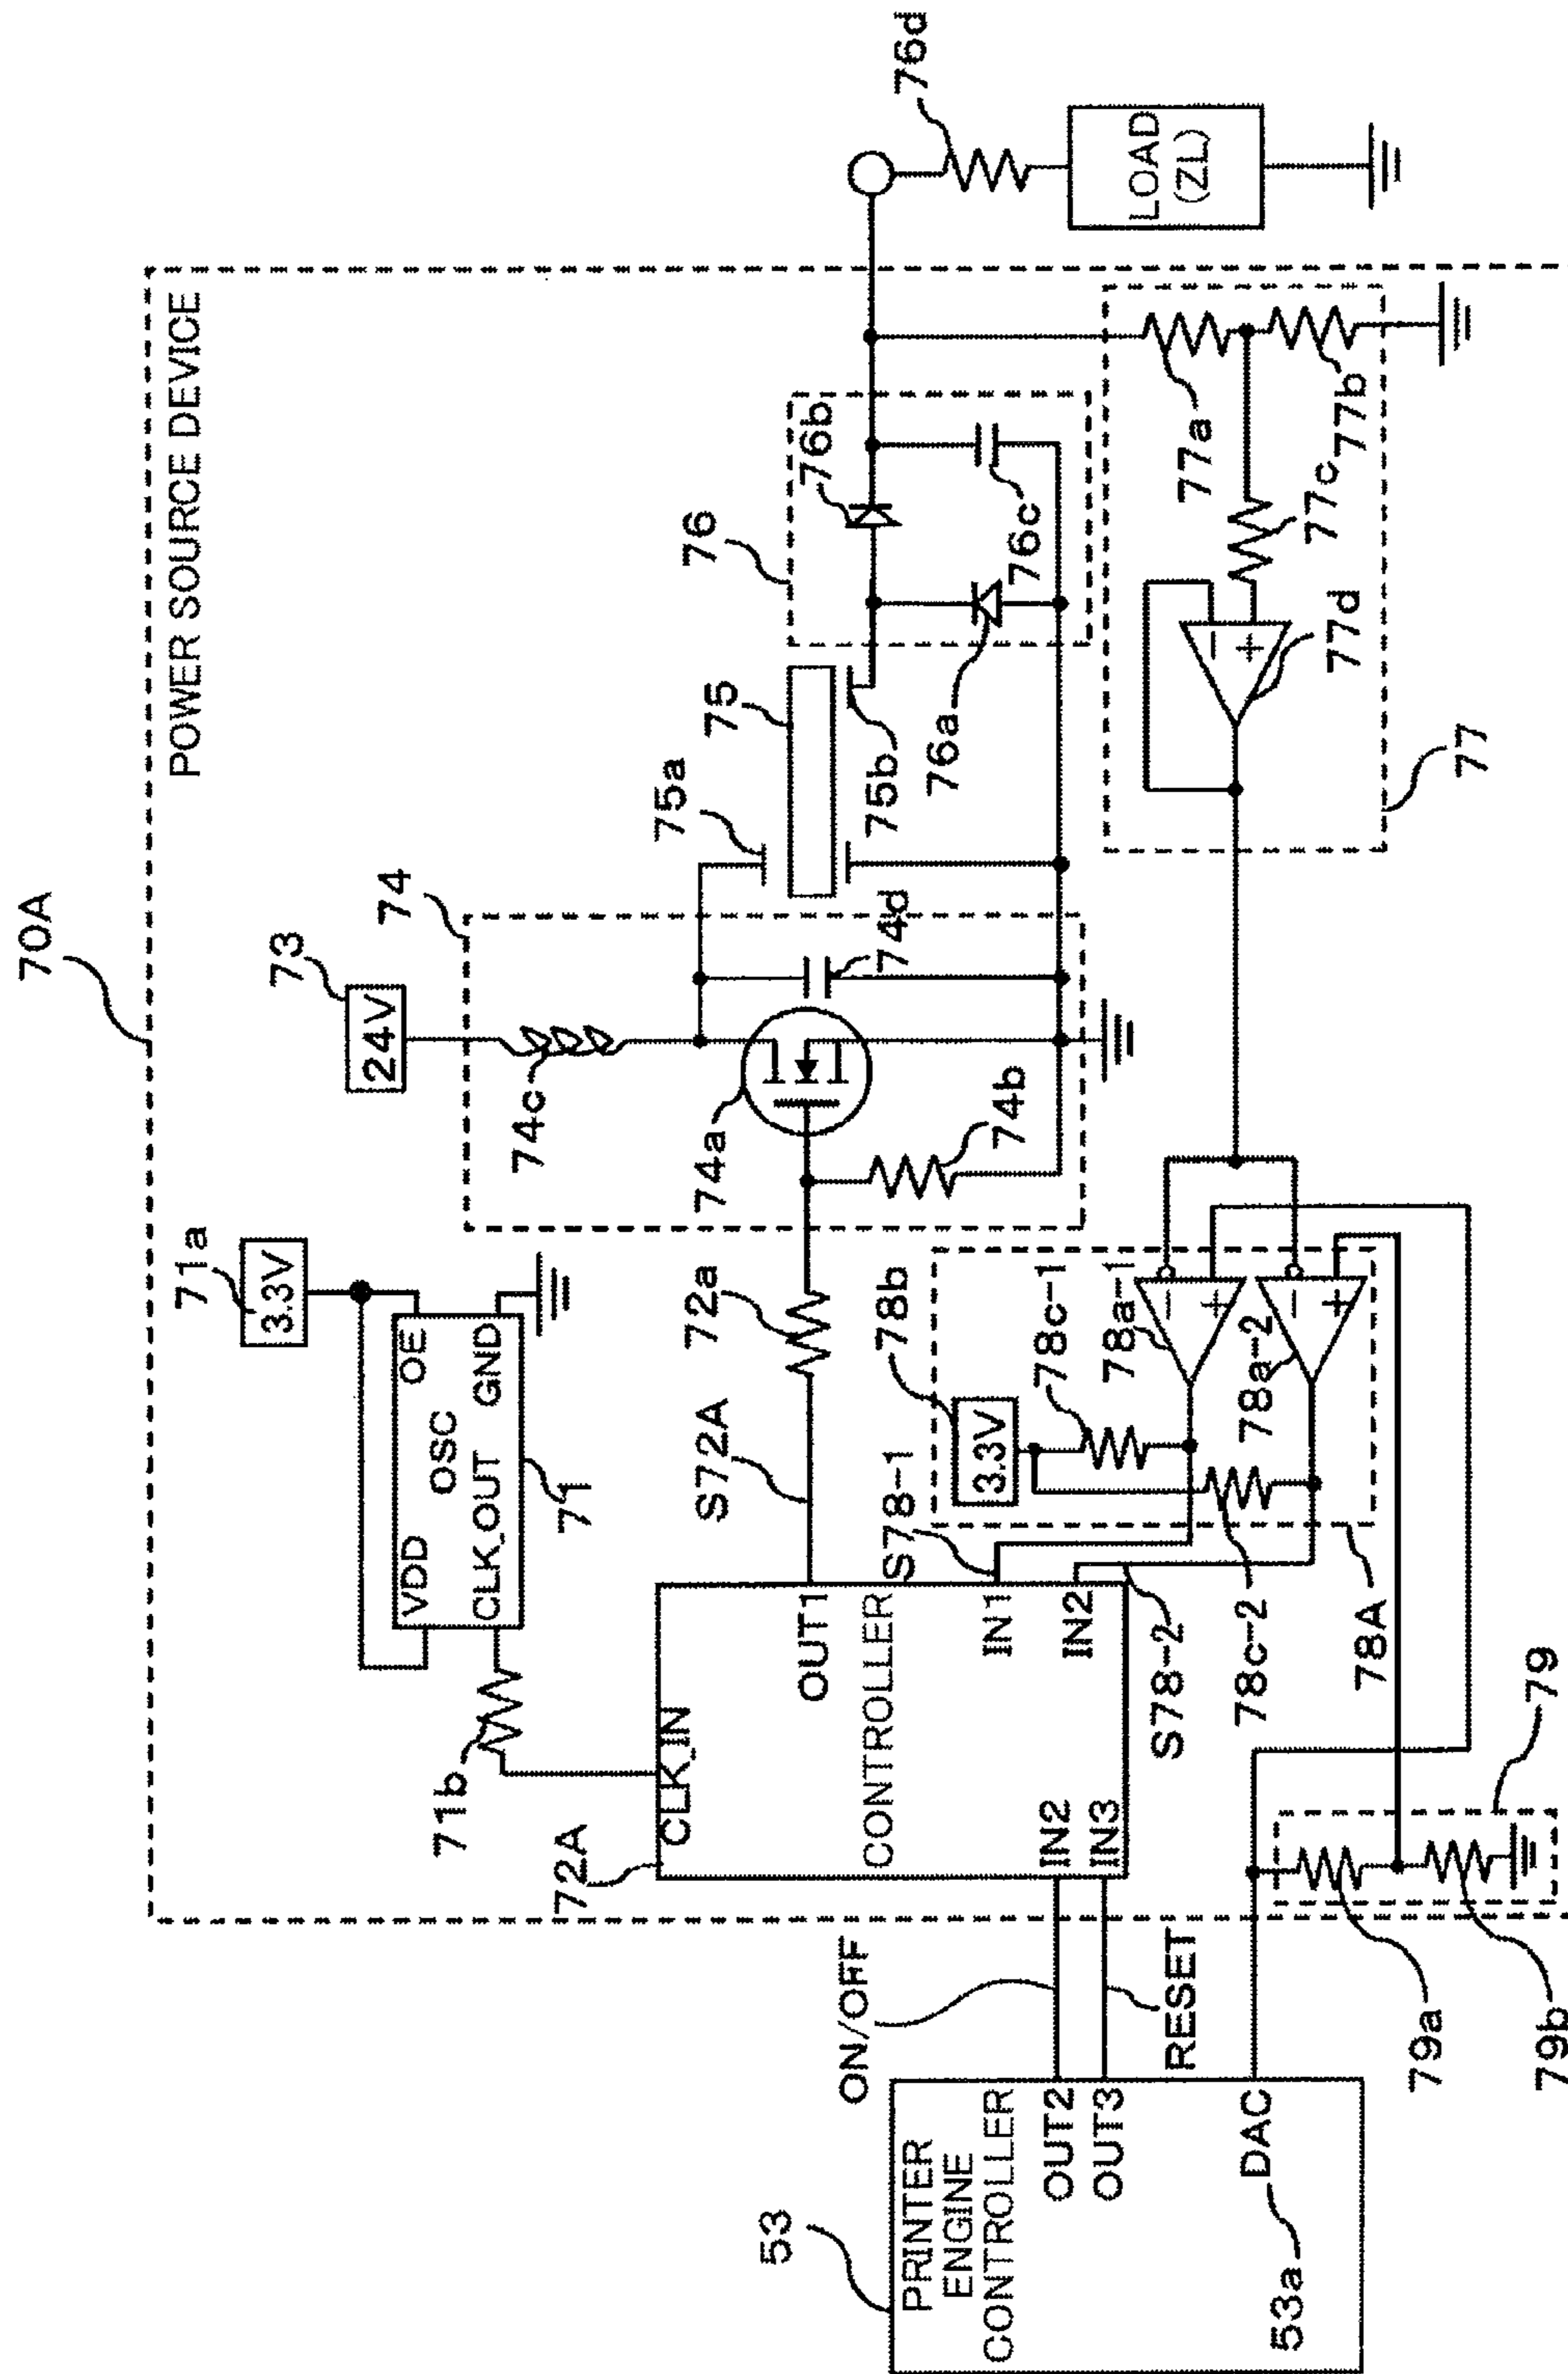 70A
POWER SOURCE DEVICE
71a
3.3V
VDD
OE
OSC
CLK_OUT
GND
71
71b
73
24V
74
74c
74a
74b
74d
75a
75
75b
76
76b
76a
76c
76d
LOAD
(ZL)
72A
CLK_IN
OUT1
CONTROLLER
IN1
IN2
IN2
IN3
S72A
72a
S78-1
S78-2
78b
3.3V
78c-1
78a-1
78a-2
78c-2
78A
77a
77b
77c
77d
77
79
79a
79b
ON/OFF
RESET
53
PRINTER
ENGINE
CONTROLLER
OUT2
OUT3
DAC
53a